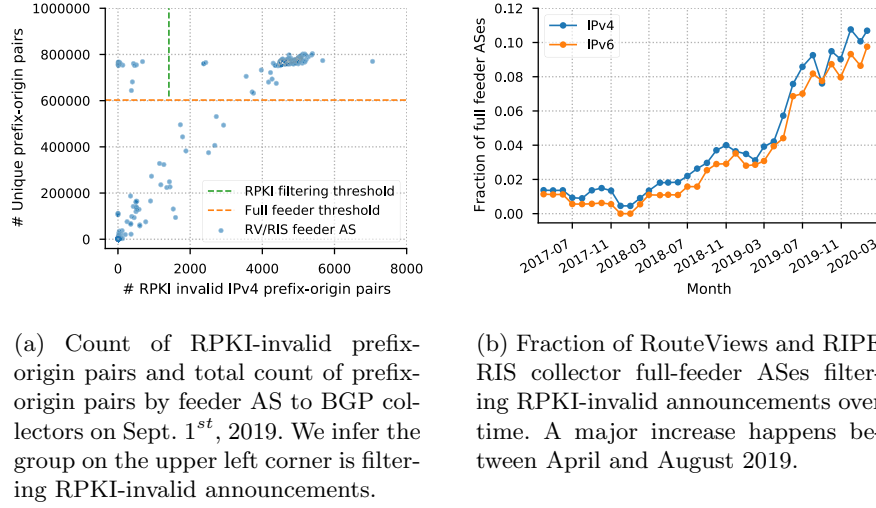 # Unique prefix-origin pairs
1000000
800000
600000
400000
200000
0
RPKI filtering threshold
Full feeder threshold
RV/RIS feeder AS
0 2000 4000 6000 8000
# RPKI invalid IPv4 prefix-origin pairs
Fraction of full feeder ASes
0.12
0.10
0.08
0.06
0.04
0.02
0.00
IPv4
IPv6
2017-07 2017-11 2018-03 2018-07 2018-11 2019-03 2019-07 2019-11 2020-03
Month
(a) Count of RPKI-invalid prefix-
origin pairs and total count of prefix-
origin pairs by feeder AS to BGP col-
lectors on Sept. 1st, 2019. We infer the
group on the upper left corner is filter-
ing RPKI-invalid announcements.
(b) Fraction of RouteViews and RIPE
RIS collector full-feeder ASes filter-
ing RPKI-invalid announcements over
time. A major increase happens be-
tween April and August 2019.